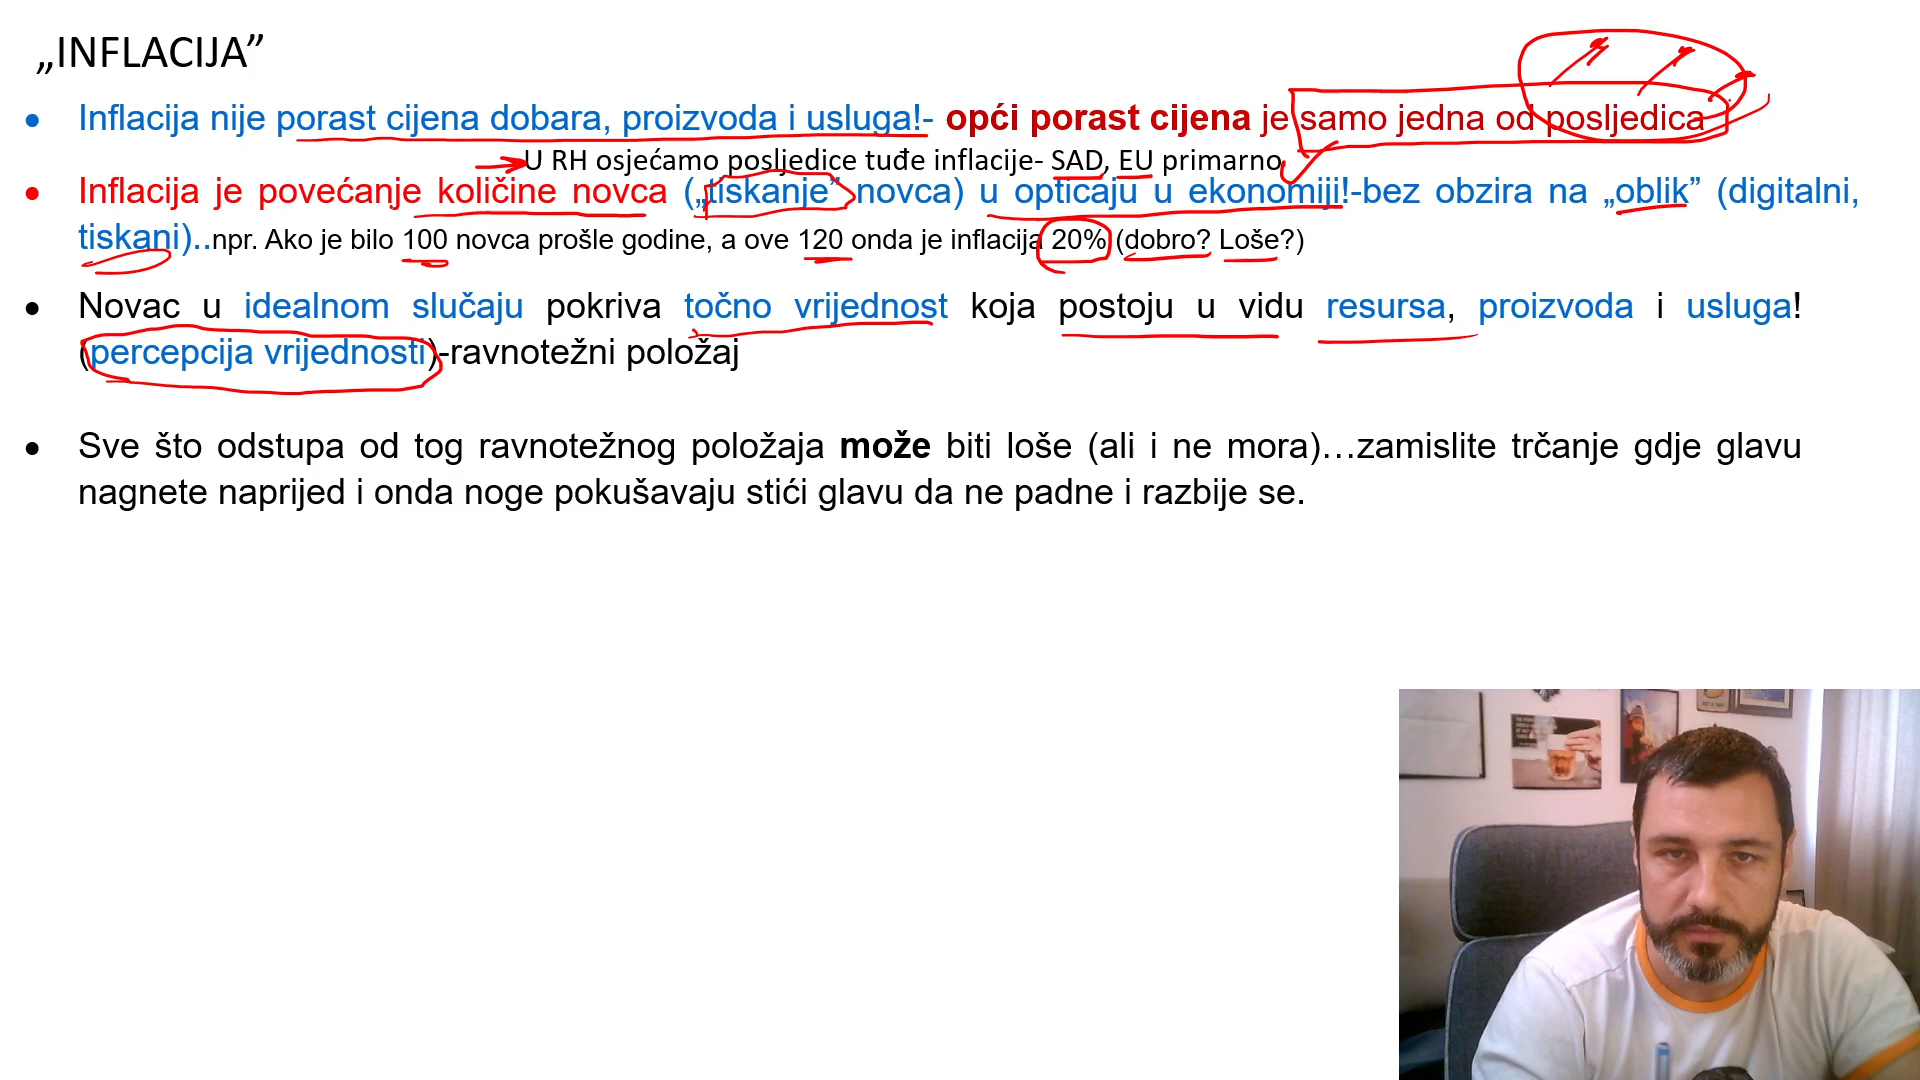 „INFLACIJA”
Inflacija nije porast cijena dobara, proizvoda i usluga!- opći porast cijena je samo jedna od posljedica
U RH osjećamo posljedice tuđe inflacije- SAD, EU primarno
Inflacija je povećanje količine novca („tiskanje” novca) u opticaju u ekonomiji!-bez obzira na „oblik” (digitalni,
tiskani)..npr. Ako je bilo 100 novca prošle godine, a ove 120 onda je inflacija 20% (dobro? Loše?)
Novac u idealnom slučaju pokriva točno vrijednost koja postoju u vidu resursa, proizvoda i usluga!
(percepcija vrijednosti)-ravnotežni položaj
Sve što odstupa od tog ravnotežnog položaja može biti loše (ali i ne mora)…zamislite trčanje gdje glavu
nagnete naprijed i onda noge pokušavaju stići glavu da ne padne i razbije se.